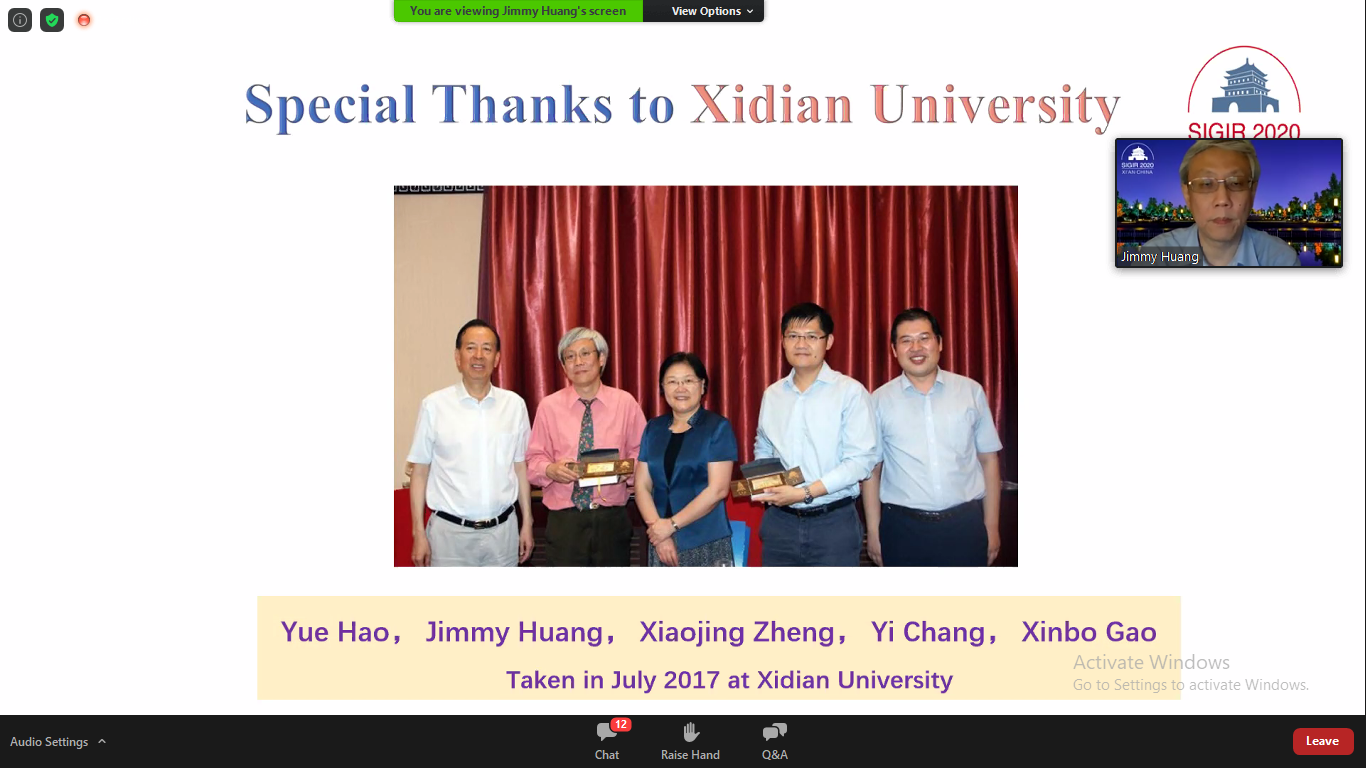 You are viewing Jimmy Huang's screen
View Options
Special Thanks to Xidian University
SIGIR 2020
SIGIR 2020
XI'AN CHINA
Jimmy Huang
Yue Hao， Jimmy Huang， Xiaojing Zheng， Yi Chang， Xinbo Gao
Taken in July 2017 at Xidian University
Activate Windows
Go to Settings to activate Windows.
Audio Settings
12
Chat
Raise Hand
Q&A
Leave